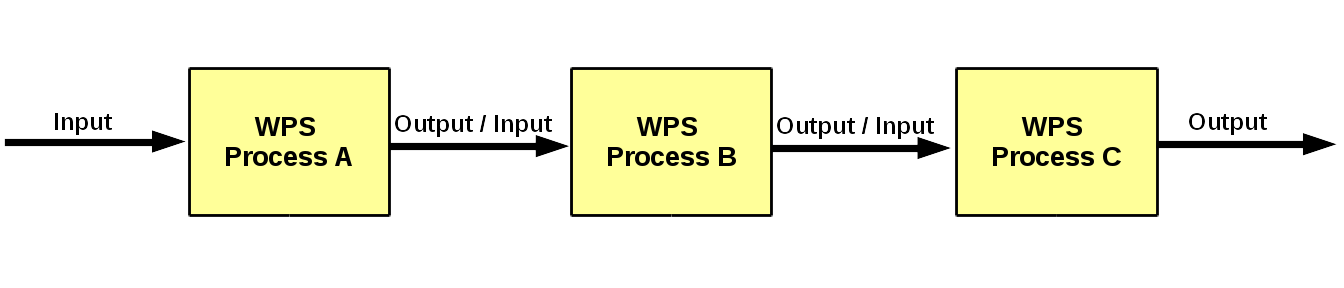 Input
WPS
Process A
Output / Input
WPS
Process B
Output / Input
WPS
Process C
Output